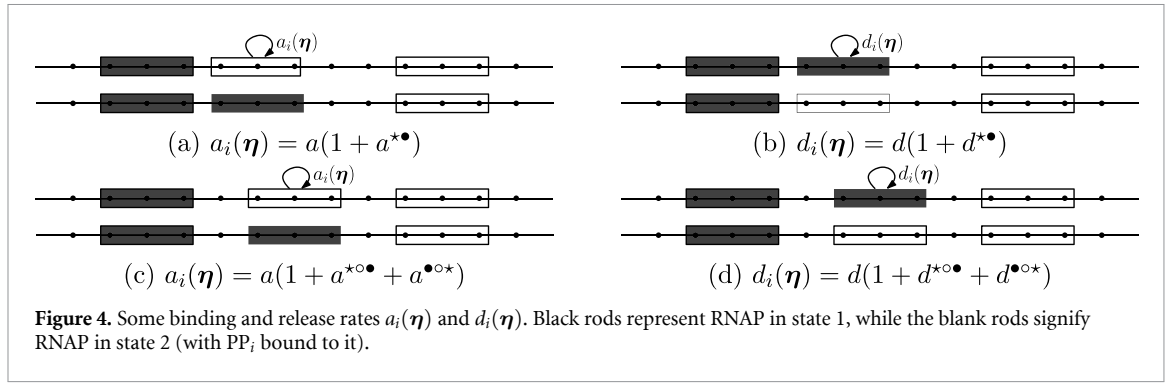 a_i(η) d_i(η)
(a) a_i(η) = a(1 + a^{⋆•}) (b) d_i(η) = d(1 + d^{⋆•})
a_i(η) d_i(η)
(c) a_i(η) = a(1 + a^{⋆◦•} + a^{•◦⋆}) (d) d_i(η) = d(1 + d^{⋆◦•} + d^{•◦⋆})
Figure 4. Some binding and release rates a_i(η) and d_i(η). Black rods represent RNAP in state 1, while the blank rods signify
RNAP in state 2 (with PP_i bound to it).